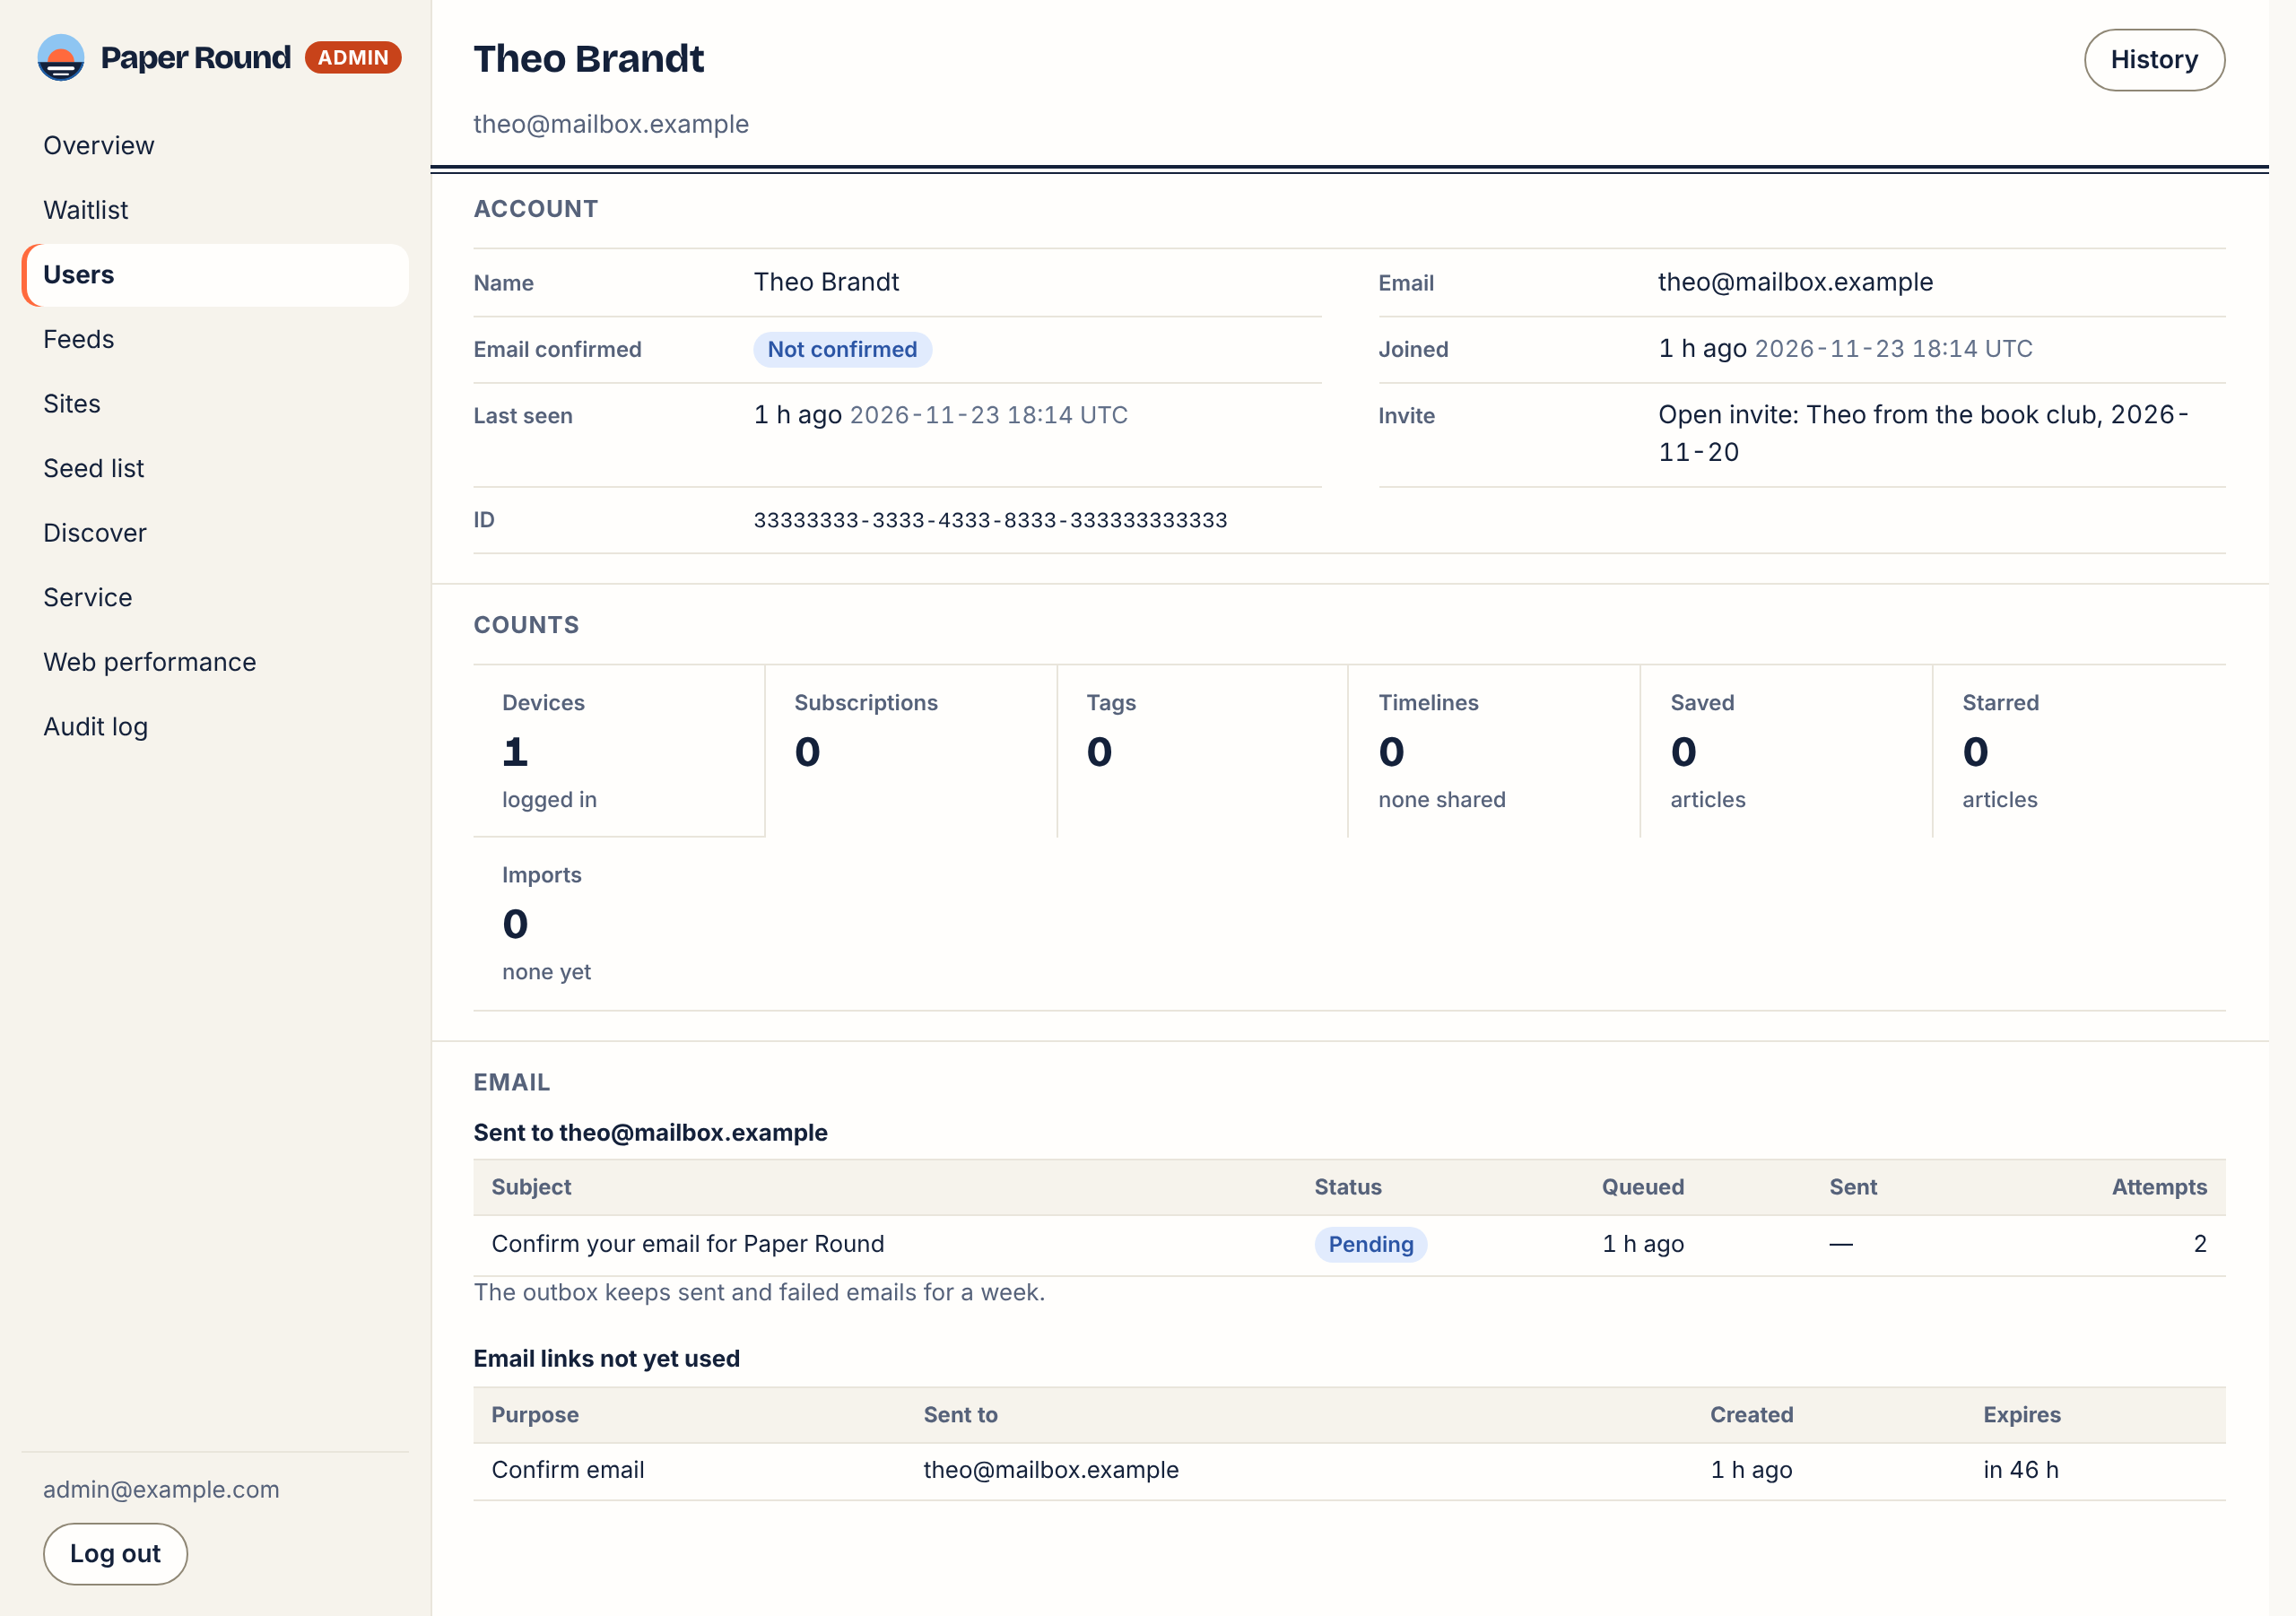 Paper Round ADMIN
Overview
Waitlist
Users
Feeds
Sites
Seed list
Discover
Service
Web performance
Audit log
admin@example.com
Log out
Theo Brandt
History
theo@mailbox.example
ACCOUNT
Name Theo Brandt Email theo@mailbox.example
Email confirmed Not confirmed Joined 1 h ago 2026-11-23 18:14 UTC
Last seen 1 h ago 2026-11-23 18:14 UTC Invite Open invite: Theo from the book club, 2026-
11-20
ID 33333333-3333-4333-8333-333333333333
COUNTS
Devices Subscriptions Tags Timelines Saved Starred
1 0 0 0 0 0
logged in none shared articles articles
Imports
0
none yet
EMAIL
Sent to theo@mailbox.example
Subject Status Queued Sent Attempts
Confirm your email for Paper Round Pending 1 h ago — 2
The outbox keeps sent and failed emails for a week.
Email links not yet used
Purpose Sent to Created Expires
Confirm email theo@mailbox.example 1 h ago in 46 h